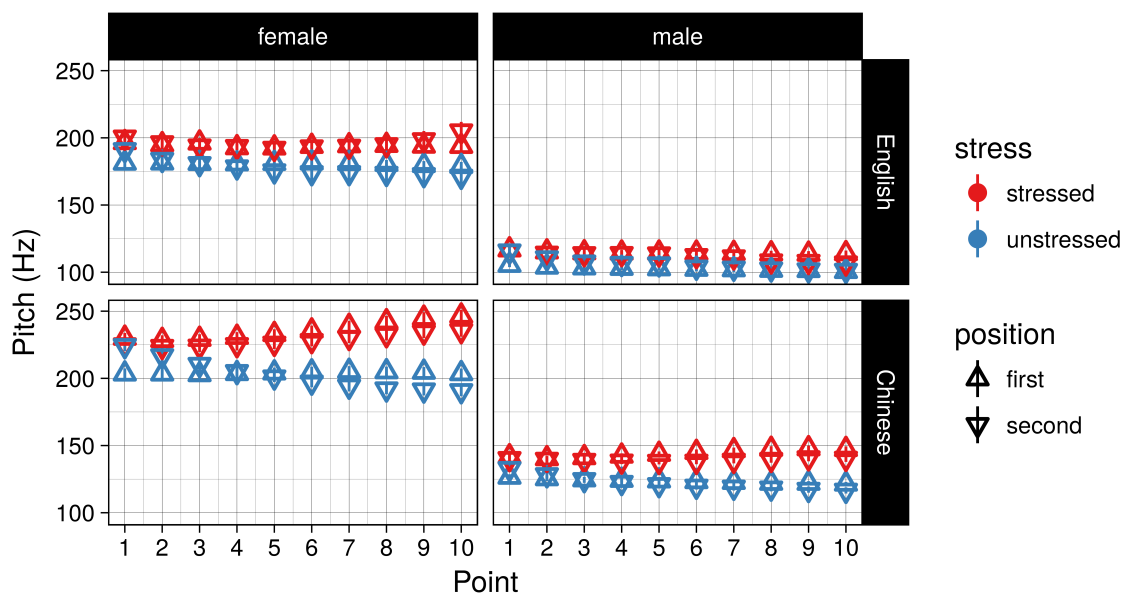 female
male
250
200
150
100
English
250
200
150
100
Chinese
Pitch (Hz)
1 2 3 4 5 6 7 8 9 10
1 2 3 4 5 6 7 8 9 10
Point
stress
stressed
unstressed
position
first
second